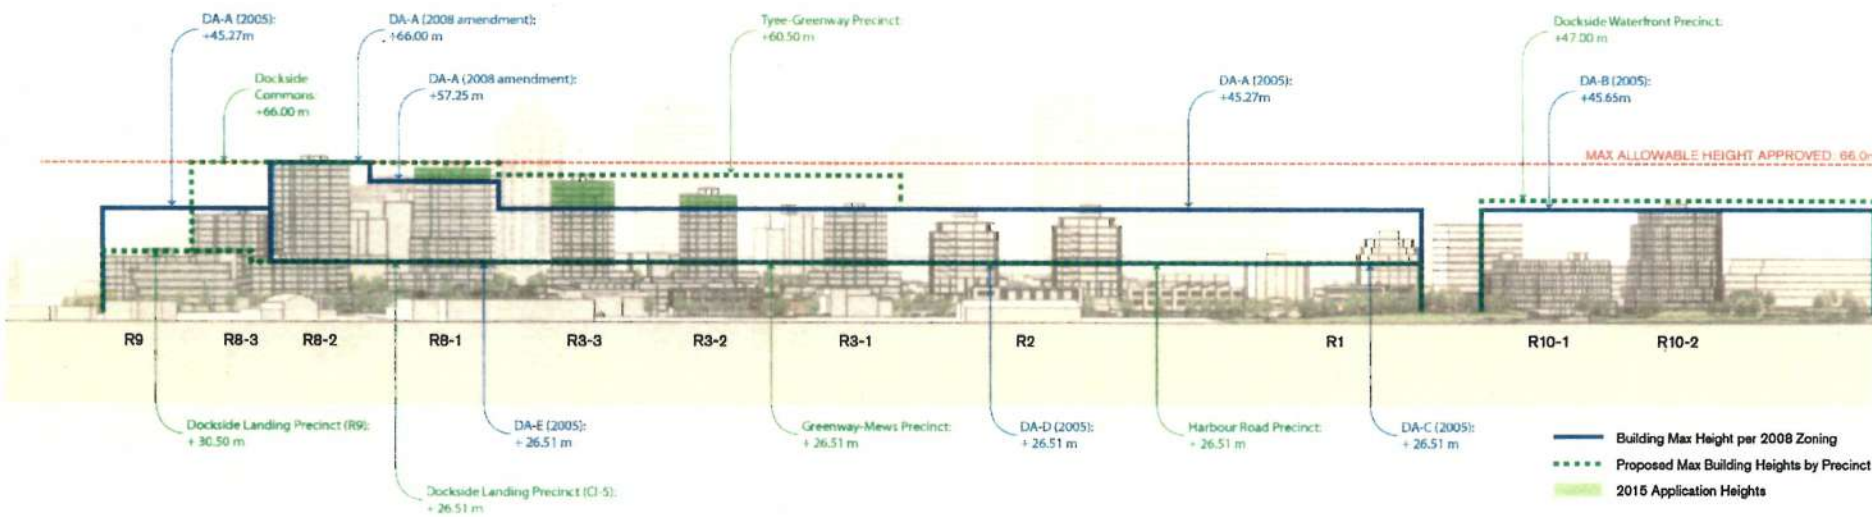 DA-A (2005):
+45.27m
DA-A (2008 amendment):
+66.00 m
Tyee-Greenway Precinct
+60.50 m
Dockside Waterfront Precinct:
+47.00 m
Dockside
Commons:
+66.00 m
DA-A (2008 amendment):
+57.25 m
DA-A (2005):
+45.27m
DA-B (2005):
+45.65m
MAX ALLOWABLE HEIGHT APPROVED: 66.0
R9
R8-3
R8-2
R8-1
R3-3
R3-2
R3-1
R2
R1
R10-1
R10-2
Dockside Landing Precinct (R9):
+ 30.50 m
DA-E (2005):
+ 26.51 m
Greenway-Mews Precinct:
+ 26.51 m
DA-D (2005):
+ 26.51 m
Harbour Road Precinct:
+ 26.51 m
DA-C (2005):
+ 26.51 m
Dockside Landing Precinct (CI-5):
+ 26.51 m
Building Max Height per 2008 Zoning
Proposed Max Building Heights by Precinct
2015 Application Heights